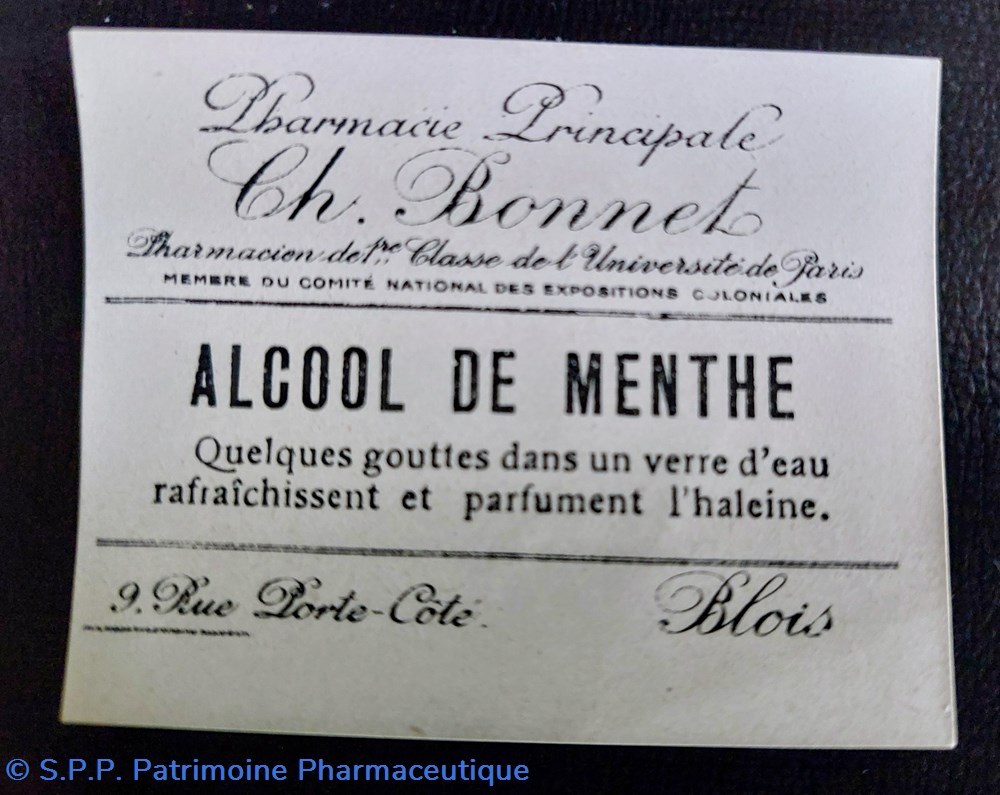 Pharmacie Principale
Ch. Bonnet
Pharmacien de 1re Classe de l'Université de Paris
MEMBRE DU COMITÉ NATIONAL DES EXPOSITIONS COLONIALES
ALCOOL DE MENTHE
Quelques gouttes dans un verre d'eau
rafraîchissent et parfument l'haleine.
9. Rue Porte-Côté. Blois
© S.P.P. Patrimoine Pharmaceutique